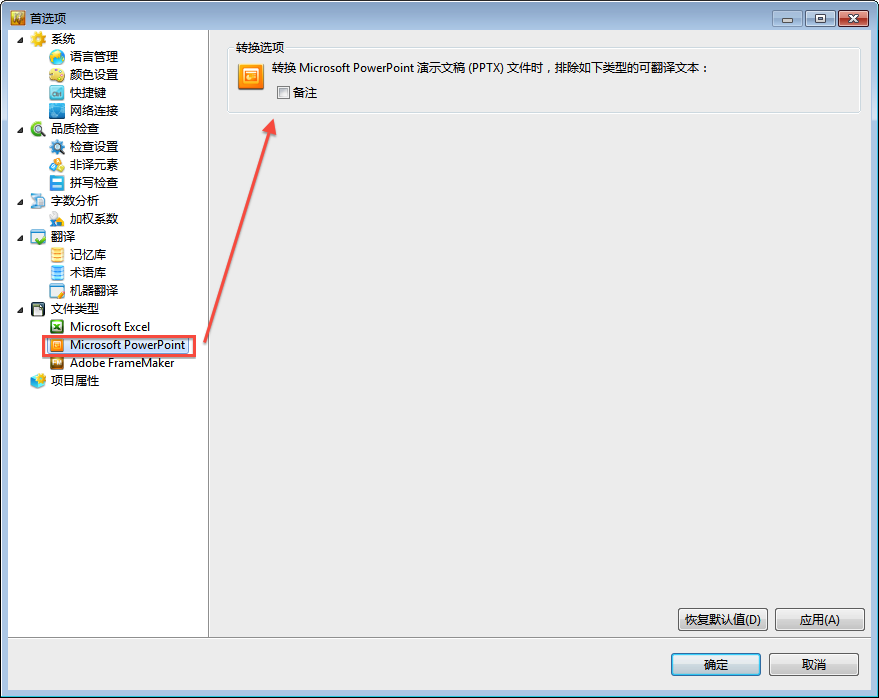 首选项
系统
语言管理
颜色设置
快捷键
网络连接
品质检查
检查设置
非译元素
拼写检查
字数分析
加权系数
翻译
记忆库
术语库
机器翻译
文件类型
Microsoft Excel
Microsoft PowerPoint
Adobe FrameMaker
项目属性
转换选项
转换 Microsoft PowerPoint 演示文稿 (PPTX) 文件时，排除如下类型的可翻译文本：
备注
恢复默认值(D)
应用(A)
确定
取消